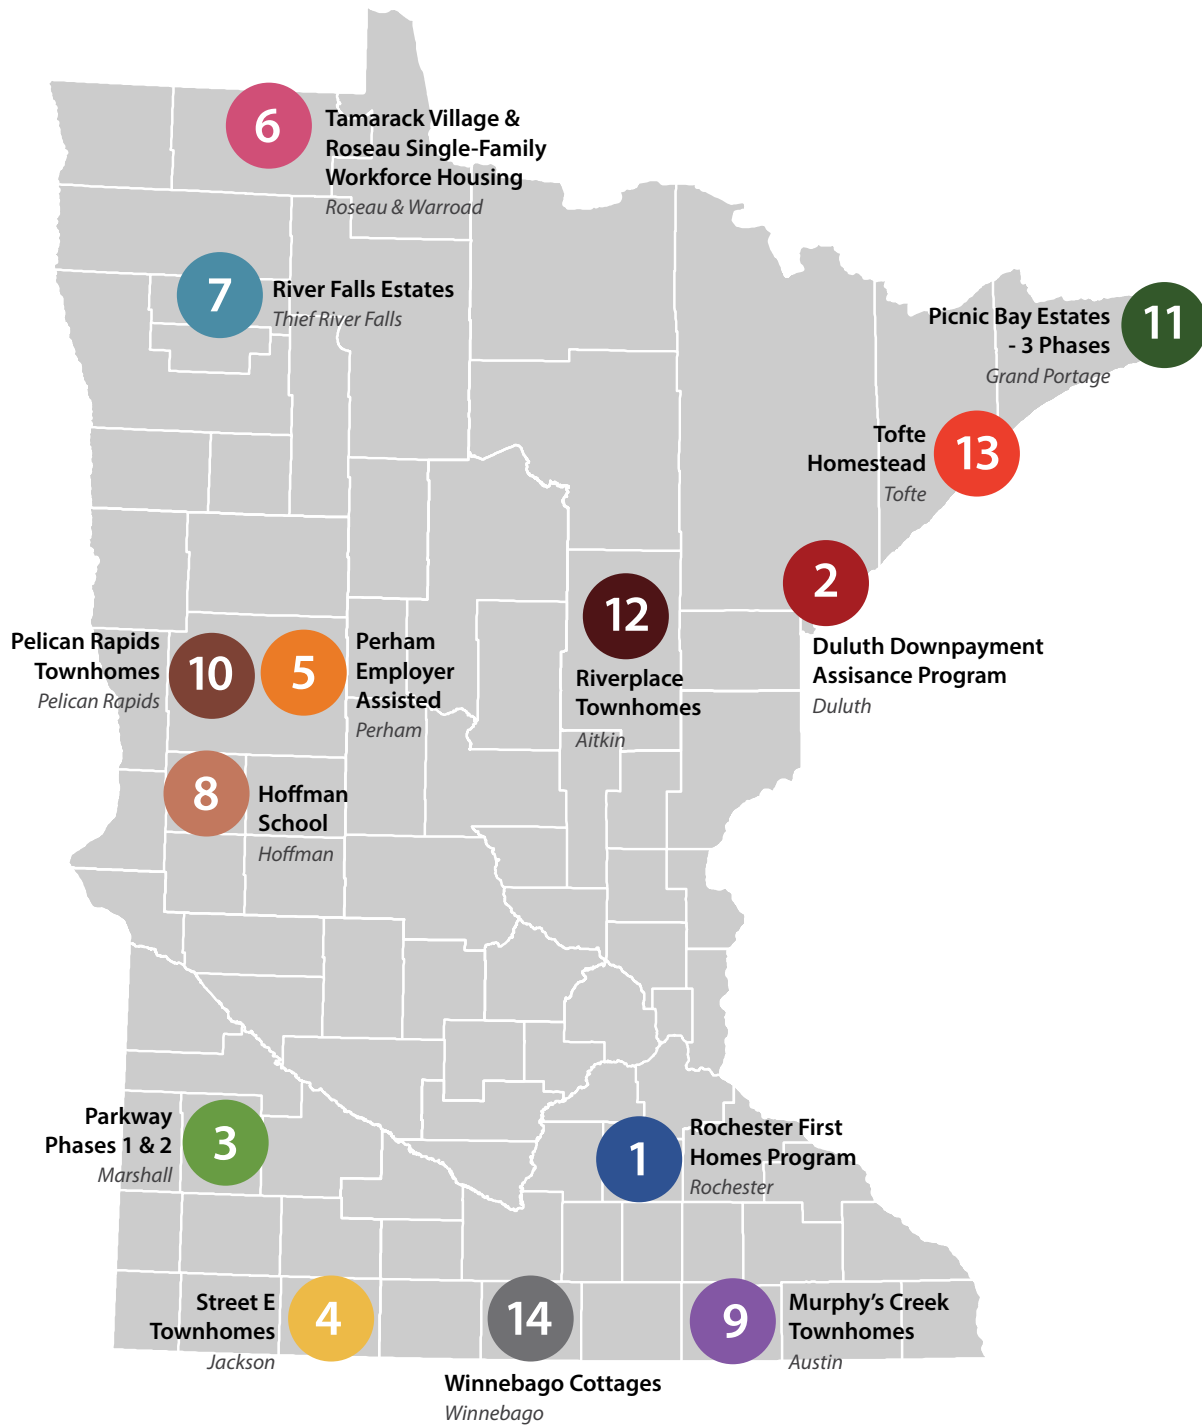 6
Tamarack Village &
Roseau Single-Family
Workforce Housing
Roseau & Warroad
7
River Falls Estates
Thief River Falls
11
Picnic Bay Estates
- 3 Phases
Grand Portage
13
Tofte
Homestead
Tofte
2
Duluth Downpayment
Assisance Program
Duluth
12
Riverplace
Townhomes
Aitkin
10
Pelican Rapids
Townhomes
Pelican Rapids
5
Perham
Employer
Assisted
Perham
8
Hoffman
School
Hoffman
3
Parkway
Phases 1 & 2
Marshall
1
Rochester First
Homes Program
Rochester
4
Street E
Townhomes
Jackson
14
Winnebago Cottages
Winnebago
9
Murphy's Creek
Townhomes
Austin